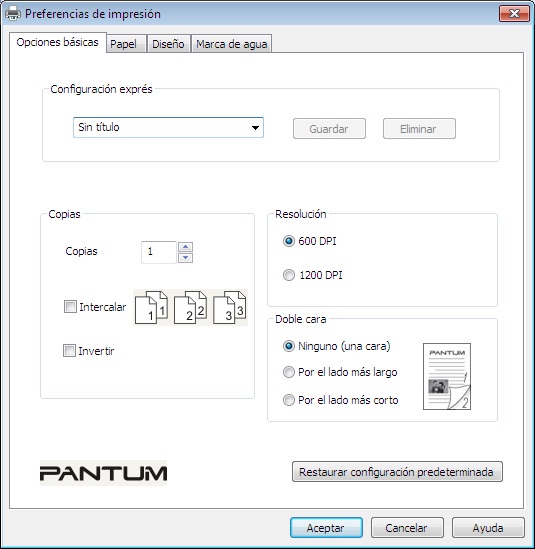 Preferencias de impresión
Opciones básicas Papel Diseño Marca de agua
Configuración exprés
Sin título Guardar Eliminar
Copias
Copias 1
Intercalar 1 1 2 2 3 3
Invertir
Resolución
600 DPI
1200 DPI
Doble cara
Ninguno (una cara)
Por el lado más largo
Por el lado más corto
PANTUM
2
PANTUM
Restaurar configuración predeterminada
Aceptar Cancelar Ayuda